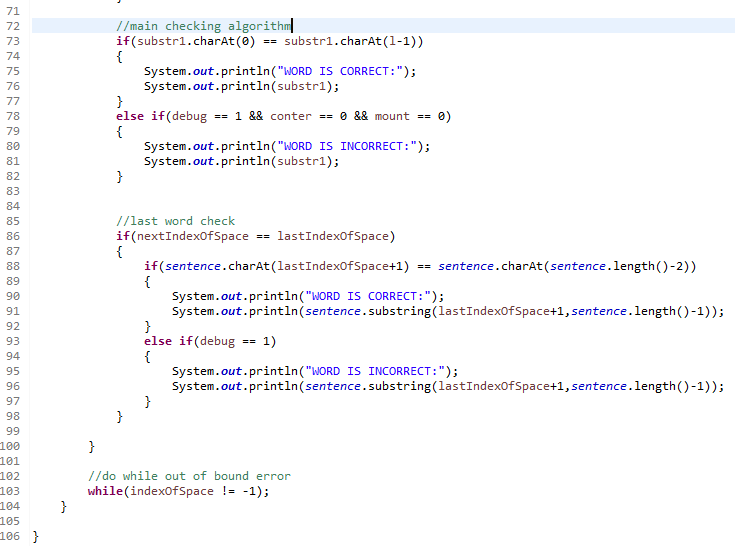 71
72 //main checking algorithm
73 if(substr1.charAt(0) == substr1.charAt(l-1))
74 {
75 System.out.println("WORD IS CORRECT:");
76 System.out.println(substr1);
77 }
78 else if(debug == 1 && conter == 0 && mount == 0)
79 {
80 System.out.println("WORD IS INCORRECT:");
81 System.out.println(substr1);
82 }
83
84
85 //last word check
86 if(nextIndexOfSpace == lastIndexOfSpace)
87 {
88 if(sentence.charAt(lastIndexOfSpace+1) == sentence.charAt(sentence.length()-2))
89 {
90 System.out.println("WORD IS CORRECT:");
91 System.out.println(sentence.substring(lastIndexOfSpace+1,sentence.length()-1));
92 }
93 else if(debug == 1)
94 {
95 System.out.println("WORD IS INCORRECT:");
96 System.out.println(sentence.substring(lastIndexOfSpace+1,sentence.length()-1));
97 }
98 }
99
100 }
101
102 //do while out of bound error
103 while(indexOfSpace != -1);
104 }
105
106 }